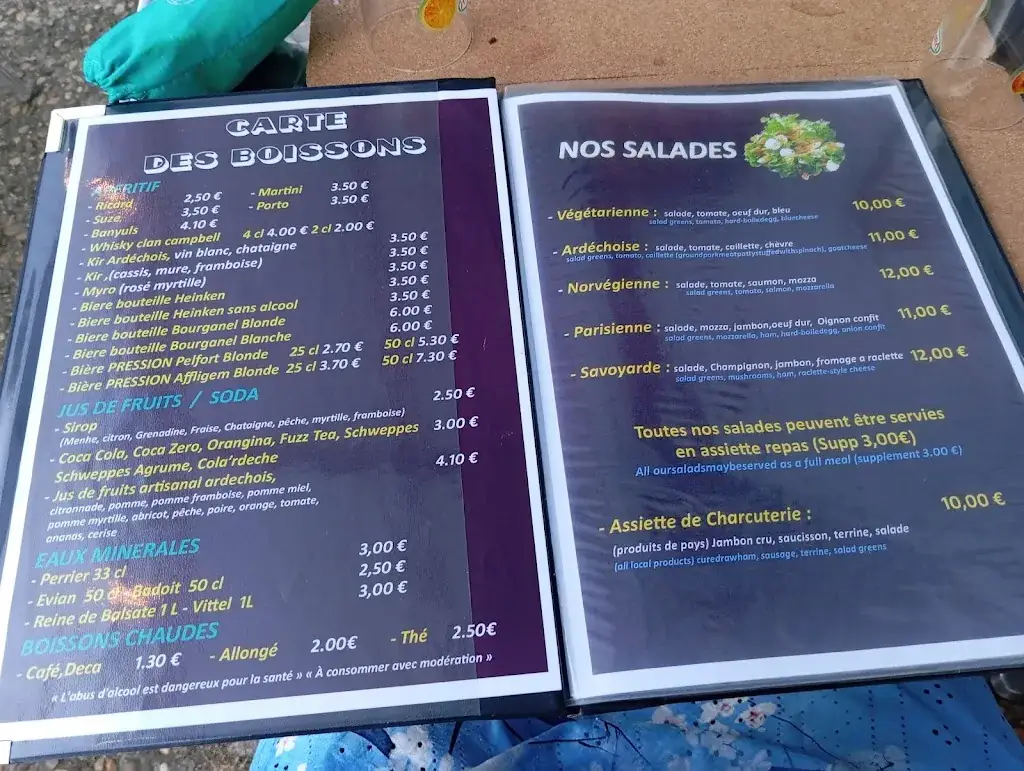 CARTE
DES BOISSONS
APERITIF
- Ricard 2,50 € - Martini 3.50 €
- Suze 3,50 € - Porto 3.50 €
- Banyuls 4.10 €
- Whisky clan campbell 4 cl 4.00 € 2 cl 2.00 €
- Kir Ardéchois, vin blanc, chataigne 3.50 €
- Kir ,(cassis, mure, framboise) 3.50 €
- Myro (rosé myrtille) 3.50 €
- Biere bouteille Heinken 3.50 €
- Biere bouteille Heinken sans alcool 3.50 €
- Biere bouteille Bourganel Blonde 6.00 €
- Biere bouteille Bourganel Blanche 6.00 €
- Bière PRESSION Pelfort Blonde 25 cl 2.70 € 50 cl 5.30 €
- Bière PRESSION Affligem Blonde 25 cl 3.70 € 50 cl 7.30 €
JUS DE FRUITS / SODA
- Sirop 2.50 €
(Menhe, citron, Grenadine, Fraise, Chataigne, pêche, myrtille, framboise)
- Coca Cola, Coca Zero, Orangina, Fuzz Tea, Schweppes 3.00 €
Schweppes Agrume, Cola'rdeche
- Jus de fruits artisanal ardechois, 4.10 €
citronnade, pomme, pomme framboise, pomme miel,
pomme myrtille, abricot, pêche, poire, orange, tomate,
ananas, cerise
EAUX MINERALES
- Perrier 33 cl 3,00 €
- Evian 50 cl - Badoit 50 cl 2,50 €
- Reine de Balsate 1 L - Vittel 1L 3,00 €
BOISSONS CHAUDES
- Café,Deca 1.30 € - Allongé 2.00€ - Thé 2.50€
« L'abus d'alcool est dangereux pour la santé » « À consommer avec modération »
NOS SALADES
- Végétarienne : salade, tomate, oeuf dur, bleu 10,00 €
salad greens, tomato, hard-boiledegg, bluncheese
- Ardéchoise : salade, tomate, caillette, chèvre 11,00 €
salad greens, tomato, caillette (groundporkmeatpattystuffedwithspinach), goatcheese
- Norvégienne : salade, tomate, saumon, mozza 12,00 €
salad greens, tomato, salmon, mozzarella
- Parisienne : salade, mozza, jambon,oeuf dur, Oignon confit 11,00 €
salad greens, mozzarella, ham, hard-boiledegg, onion confit
- Savoyarde : salade, Champignon, jambon, fromage a raclette 12,00 €
salad greens, mushrooms, ham, raclette-style cheese
Toutes nos salades peuvent être servies
en assiette repas (Supp 3,00€)
All oursaladsmaybeserved as a full meal (supplement 3.00 €)
- Assiette de Charcuterie : 10,00 €
(produits de pays) Jambon cru, saucisson, terrine, salade
(all local products) curedrawham, sausage, terrine, salad greens